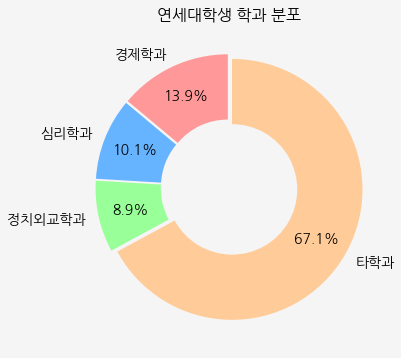 연세대학생 학과 분포
경제학과
13.9%
심리학과
10.1%
정치외교학과
8.9%
67.1%
타학과